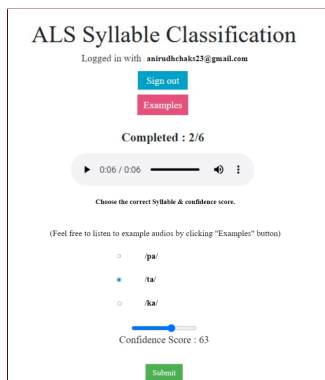 ALS Syllable Classification
Logged in with : anirudhchaks23@gmail.com
Sign out
Examples
Completed : 2/6
0:06 / 0:06
Choose the correct Syllable & confidence score.
(Feel free to listen to example audios by clicking "Examples" button)
/pa/
/ta/
/ka/
Confidence Score : 63
Submit